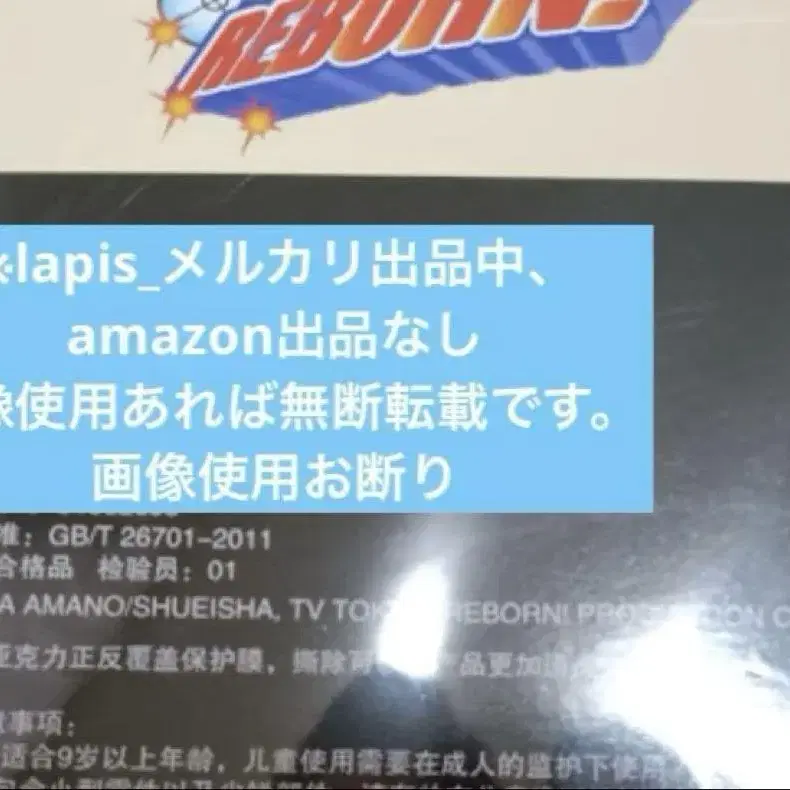 REBORN!
※lapis_メルカリ出品中、
amazon出品なし
像使用あれば無断転載です。
画像使用お断り
准：GB/T 26701-2011
合格品 检验员：01
A AMANO/SHUEISHA, TV TOKYO, REBORN! PRO
亚克力正反覆盖保护膜，撕除 品更加
事项：
适合9岁以上年龄，儿童使用需要在成人的监护下使用